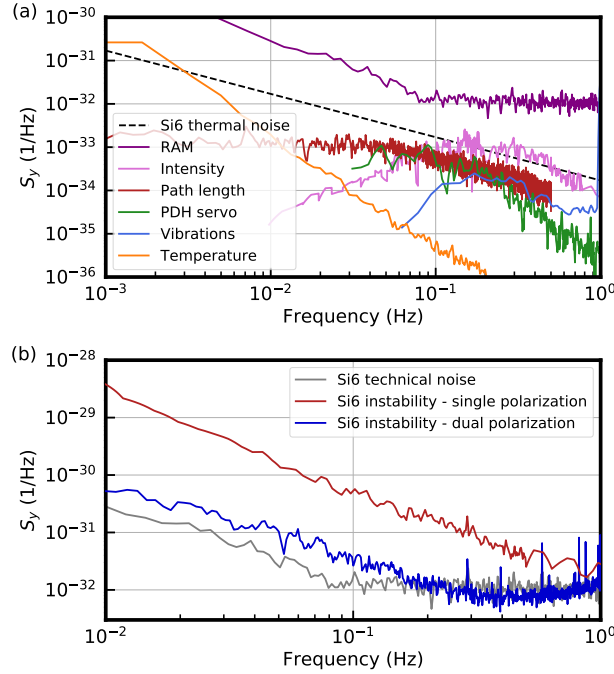 (a)
10⁻³⁰
10⁻³¹
10⁻³²
10⁻³³
10⁻³⁴
10⁻³⁵
10⁻³⁶
S_y (1/Hz)
Si6 thermal noise
RAM
Intensity
Path length
PDH servo
Vibrations
Temperature
10⁻³ 10⁻² 10⁻¹ 10⁰
Frequency (Hz)
(b)
10⁻²⁸
10⁻²⁹
10⁻³⁰
10⁻³¹
10⁻³²
S_y (1/Hz)
Si6 technical noise
Si6 instability - single polarization
Si6 instability - dual polarization
10⁻² 10⁻¹ 10⁰
Frequency (Hz)